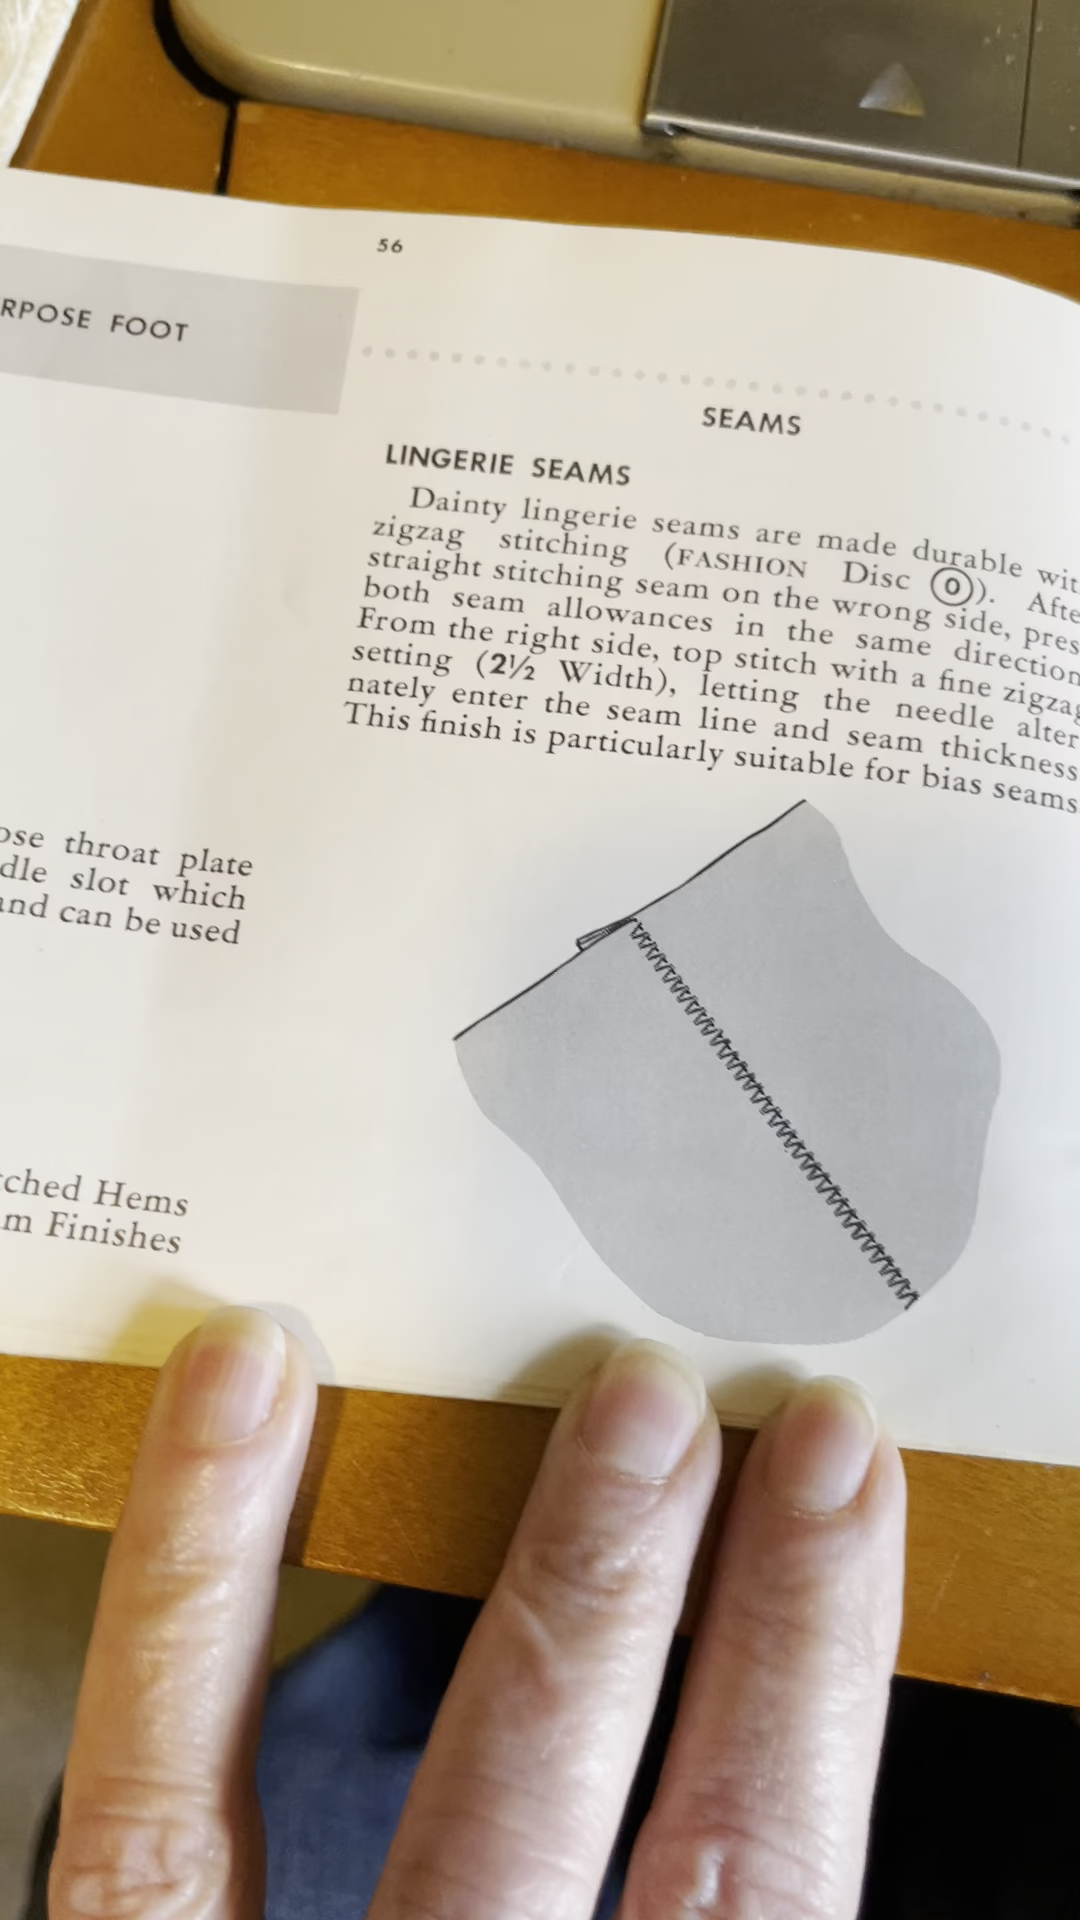 56
RPOSE FOOT
ose throat plate
dle slot which
and can be used
ched Hems
m Finishes
SEAMS
LINGERIE SEAMS
Dainty lingerie seams are made durable wit
zigzag stitching (FASHION Disc O). Afte
straight stitching seam on the wrong side, pres
both seam allowances in the same direction
From the right side, top stitch with a fine zigzag
setting (2½ Width), letting the needle alter
nately enter the seam line and seam thickness
This finish is particularly suitable for bias seams